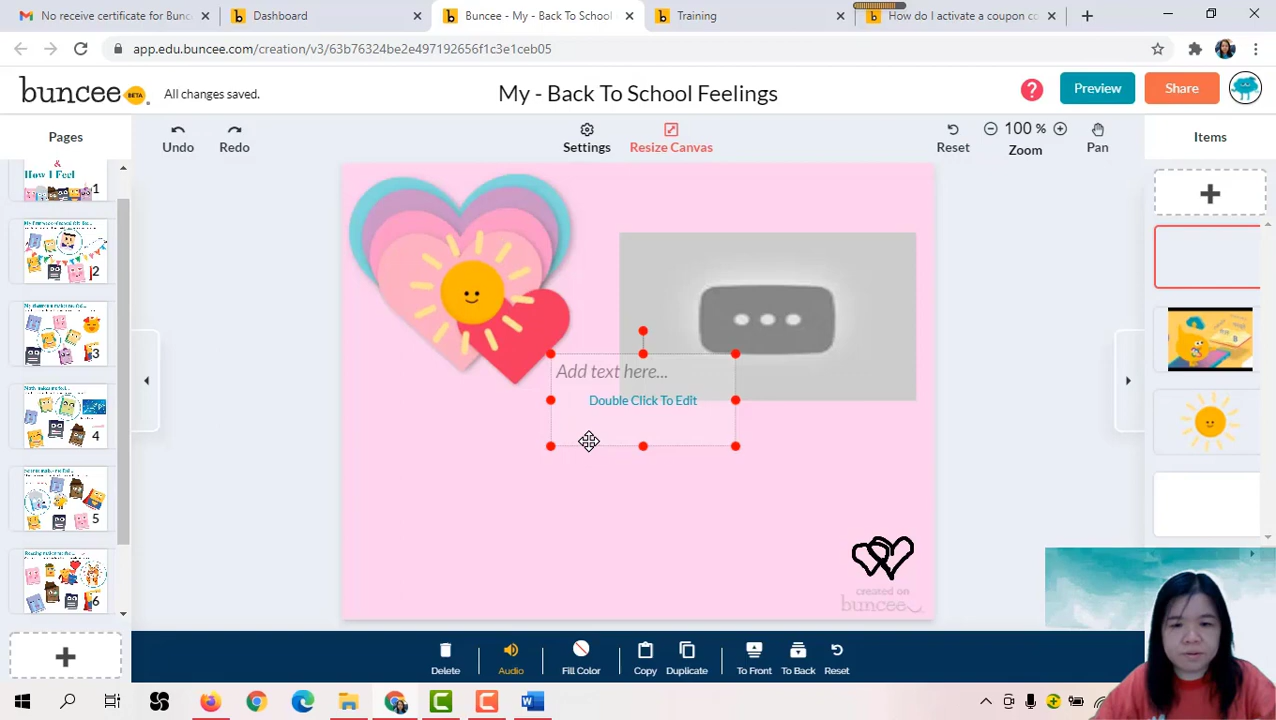 No receive certificate for Bunc
Dashboard
Buncee - My - Back To School
Training
How do I activate a coupon c
app.edu.buncee.com/creation/v3/63b76324be2e497192656f1c3e1ceb05
buncee BETA
All changes saved.
My - Back To School Feelings
?
Preview
Share
Pages
Undo
Redo
Settings
Resize Canvas
Reset
100 %
Zoom
Pan
Items
&
How I Feel
1
2
3
4
5
6
Add text here...
Double Click To Edit
created on
buncee
Delete
Audio
Fill Color
Copy
Duplicate
To Front
To Back
Reset